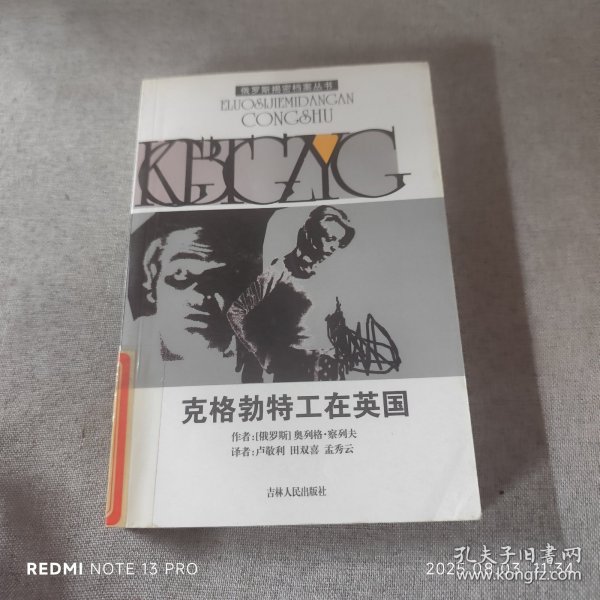 俄罗斯揭密档案丛书
ELUOSIJIEMIDANGAN
CONGSHU
KGBTGZYG
克格勃特工在英国
作者:[俄罗斯]奥列格·察列夫
译者:卢敬利 田双喜 孟秀云
吉林人民出版社
REDMI NOTE 13 PRO
2025.08.03 11:34
孔夫子旧書网
www.kongfz.com